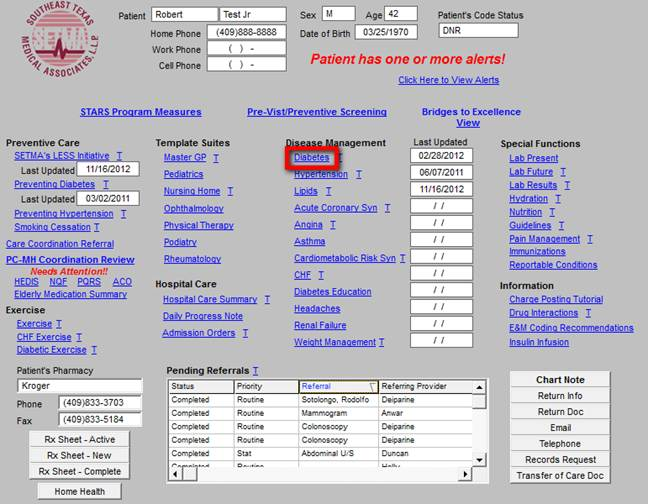 SOUTHEAST TEXAS
SETMA
MEDICAL ASSOCIATES, L.L.P.
Patient Robert Test Jr Sex M Age 42 Patient's Code Status
Home Phone (409)888-8888 Date of Birth 03/25/1970 DNR
Work Phone ( ) -
Cell Phone ( ) -
Patient has one or more alerts!
Click Here to View Alerts
STARS Program Measures Pre-Vist/Preventive Screening Bridges to Excellence
View
Preventive Care
SETMA's LESS Initiative T
Last Updated 11/16/2012
Preventing Diabetes T
Last Updated 03/02/2011
Preventing Hypertension T
Smoking Cessation T
Care Coordination Referral
PC-MH Coordination Review
Needs Attention!!
HEDIS NQF PQRS ACO
Elderly Medication Summary
Exercise
Exercise T
CHF Exercise T
Diabetic Exercise T
Template Suites
Master GP T
Pediatrics
Nursing Home T
Ophthalmology
Physical Therapy
Podiatry
Rheumatology
Hospital Care
Hospital Care Summary T
Daily Progress Note
Admission Orders T
Disease Management Last Updated
Diabetes T 02/28/2012
Hypertension T 06/07/2011
Lipids T 11/16/2012
Acute Coronary Syn T / /
Angina T / /
Asthma / /
Cardiometabolic Risk Syn T / /
CHF T / /
Diabetes Education / /
Headaches / /
Renal Failure / /
Weight Management T / /
Special Functions
Lab Present
Lab Future T
Lab Results T
Hydration T
Nutrition T
Guidelines T
Pain Management T
Immunizations
Reportable Conditions
Information
Charge Posting Tutorial
Drug Interactions T
E&M Coding Recommendations
Insulin Infusion
Patient's Pharmacy
Kroger
Phone (409)833-3703
Fax (409)833-5184
Rx Sheet - Active
Rx Sheet - New
Rx Sheet - Complete
Home Health
Pending Referrals T
Status Priority Referral Referring Provider
Completed Routine Sotolongo, Rodolfo Deiparine
Completed Routine Mammogram Anwar
Completed Routine Colonoscopy Deiparine
Completed Routine Colonoscopy Deiparine
Completed Stat Abdominal U/S Duncan
Completed Routine
Chart Note
Return Info
Return Doc
Email
Telephone
Records Request
Transfer of Care Doc